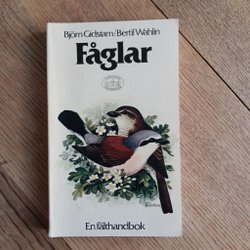 Björn Gidstam/Bertil Wahlin
Fåglar
En fälthandbok